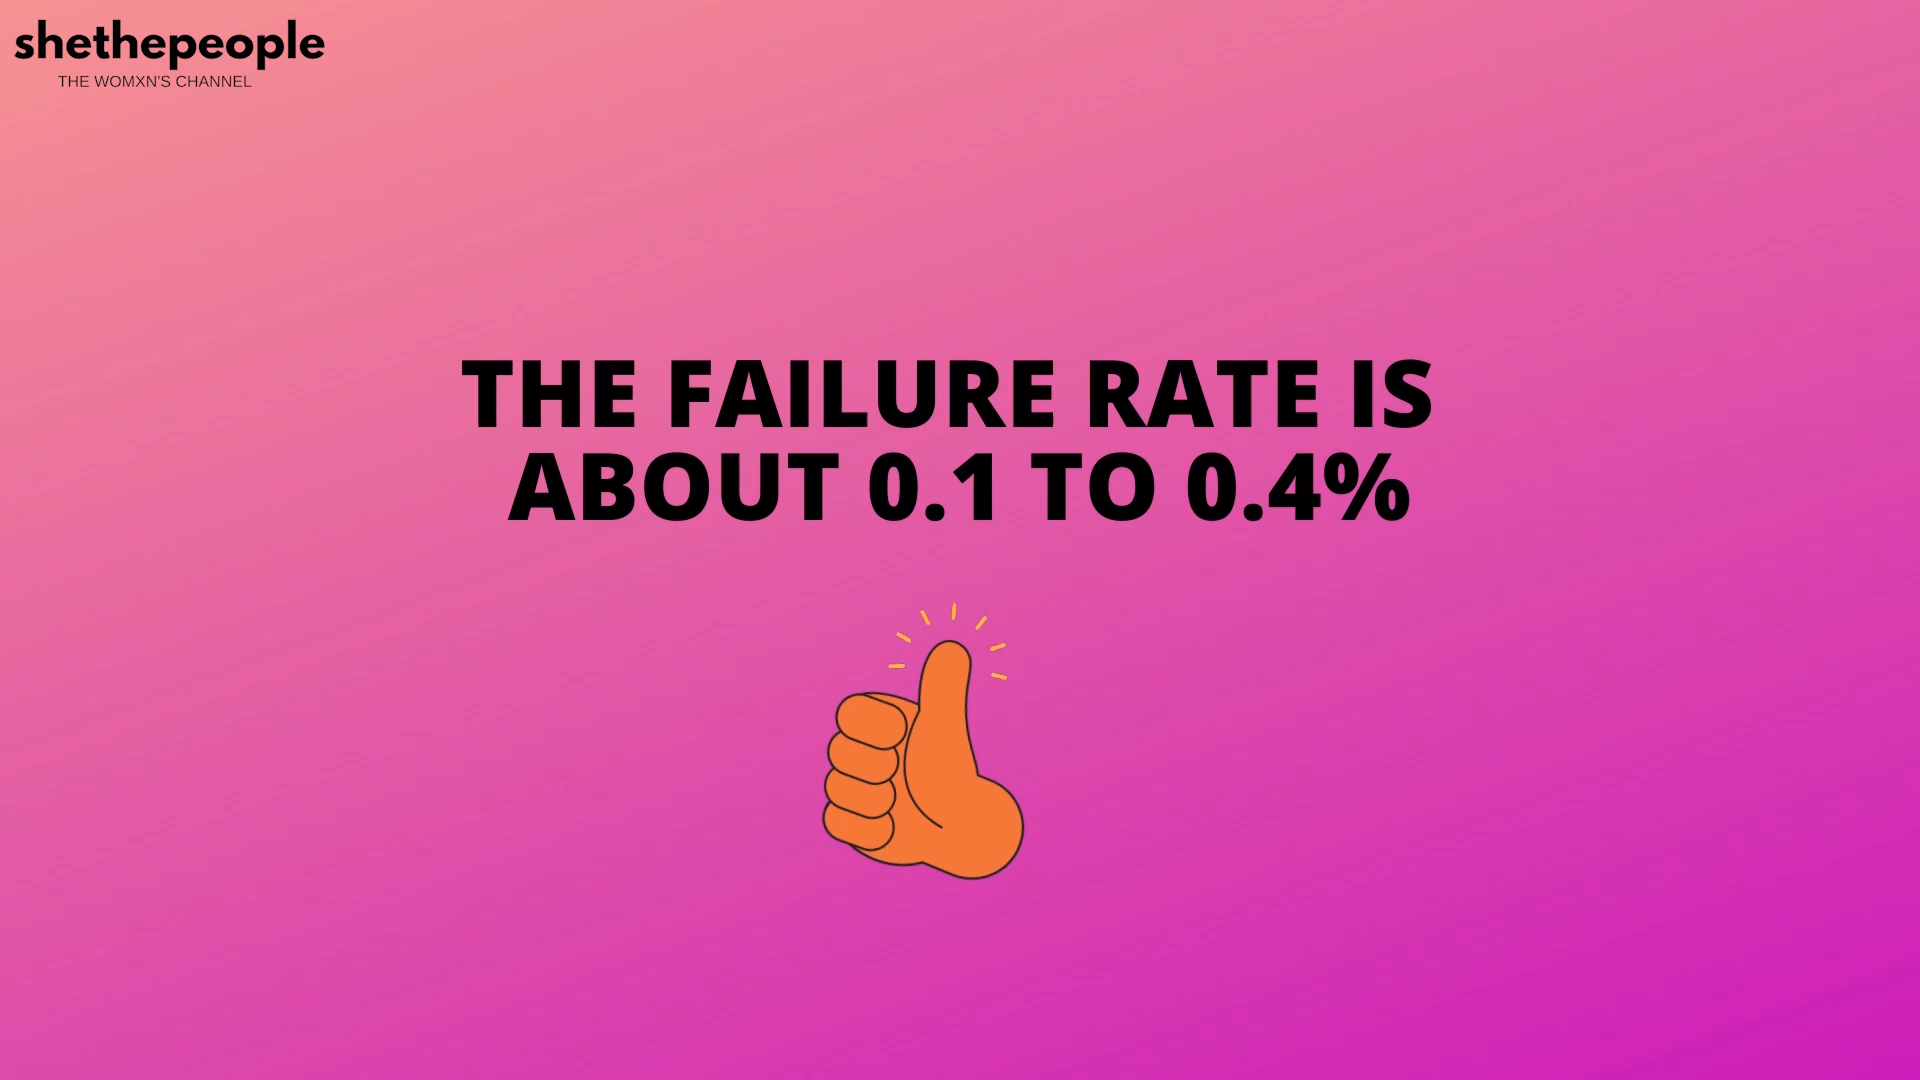 shethepeople
THE WOMXN'S CHANNEL
THE FAILURE RATE IS
ABOUT 0.1 TO 0.4%